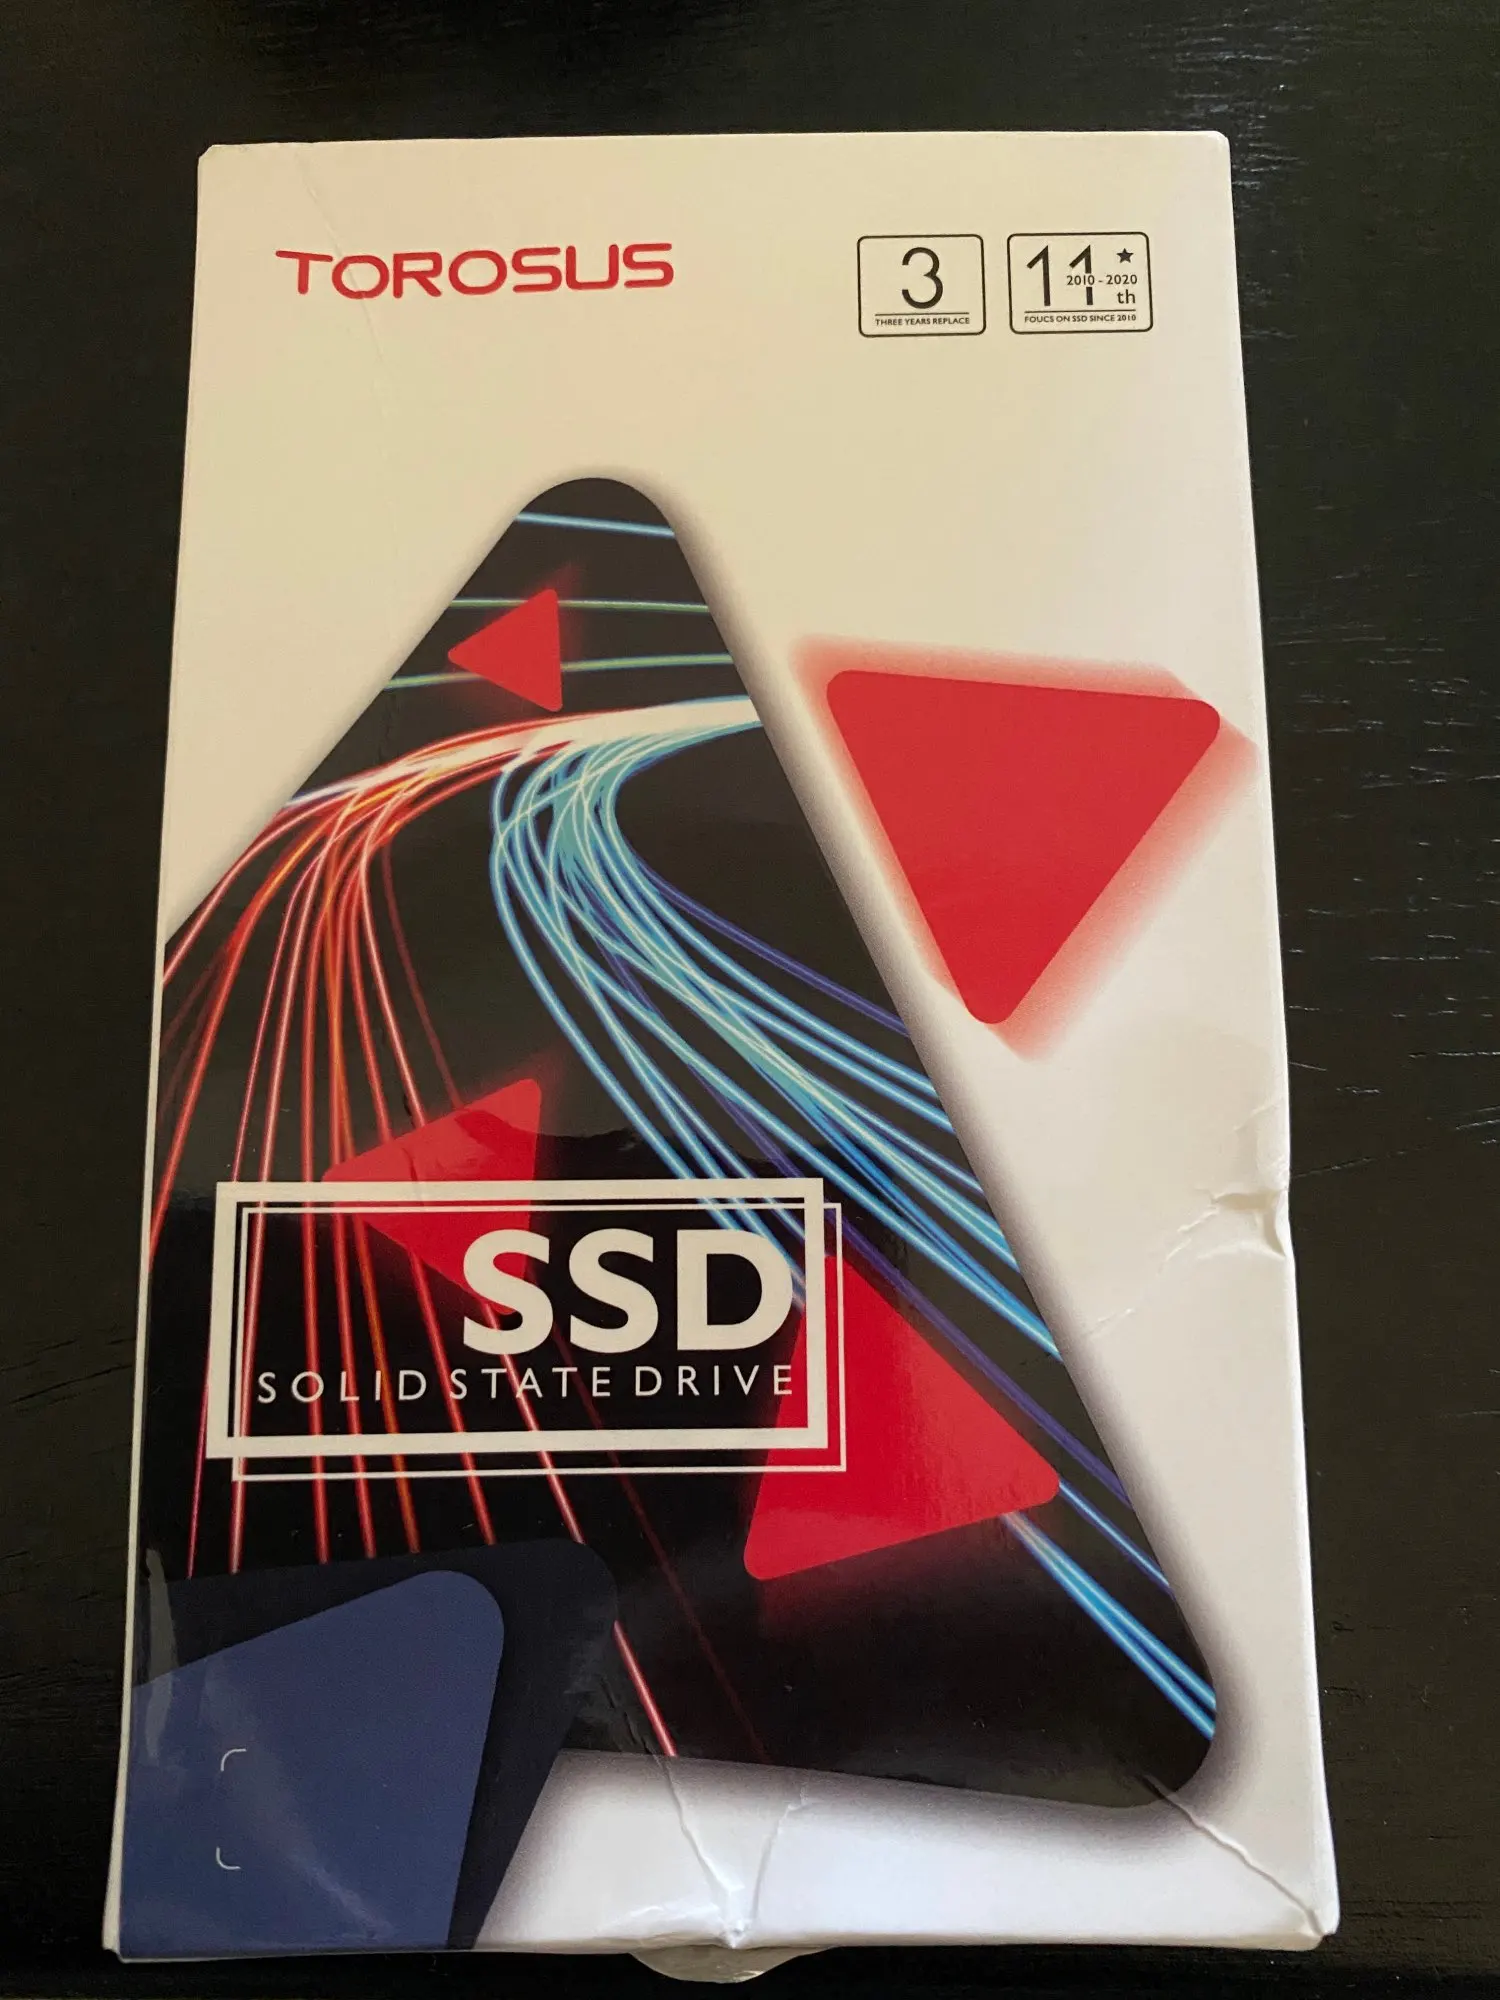 TOROSUS
3
THREE YEARS REPLACE
11
2010-2020
th
FOUCS ON SSD SINCE 2010
SSD
SOLID STATE DRIVE